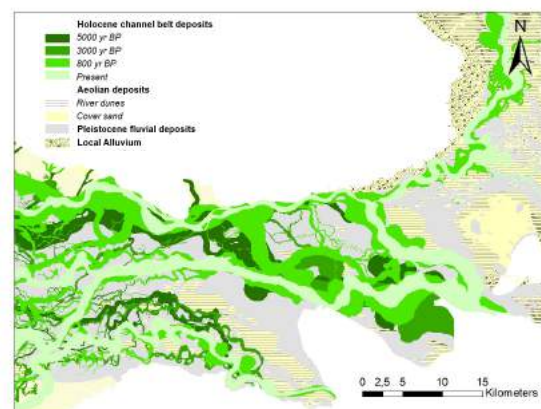 Holocene channel belt deposits
5000 yr BP
3000 yr BP
800 yr BP
Present
Aeolian deposits
River dunes
Cover sand
Pleistocene fluvial deposits
Local Alluvium
N
0 2,5 5 10 15
Kilometers